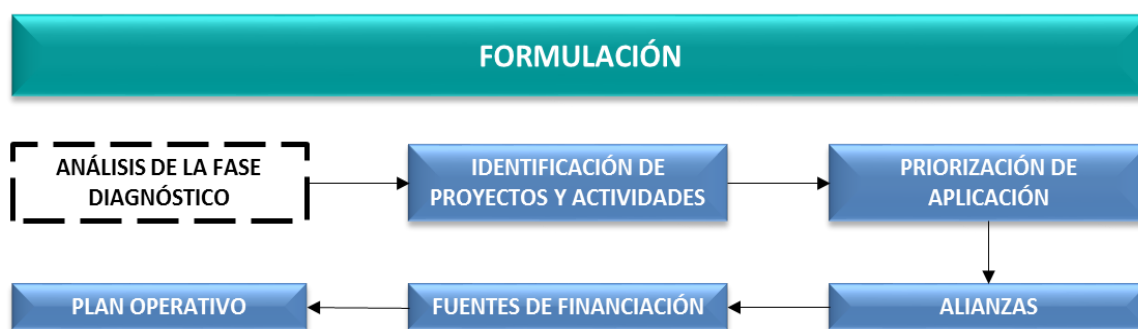 FORMULACIÓN
ANÁLISIS DE LA FASE
DIAGNÓSTICO
IDENTIFICACIÓN DE
PROYECTOS Y ACTIVIDADES
PRIORIZACIÓN DE
APLICACIÓN
ALIANZAS
FUENTES DE FINANCIACIÓN
PLAN OPERATIVO